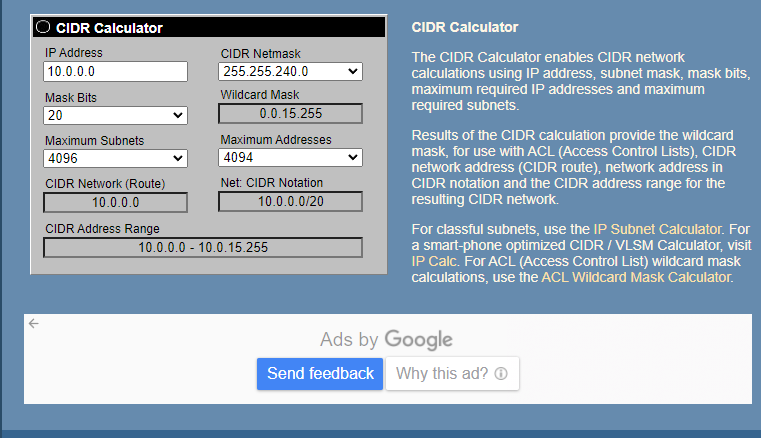 CIDR Calculator
IP Address
10.0.0.0
CIDR Netmask
255.255.240.0
Mask Bits
20
Wildcard Mask
0.0.15.255
Maximum Subnets
4096
Maximum Addresses
4094
CIDR Network (Route)
10.0.0.0
Net: CIDR Notation
10.0.0.0/20
CIDR Address Range
10.0.0.0 - 10.0.15.255
CIDR Calculator
The CIDR Calculator enables CIDR network
calculations using IP address, subnet mask, mask bits,
maximum required IP addresses and maximum
required subnets.
Results of the CIDR calculation provide the wildcard
mask, for use with ACL (Access Control Lists), CIDR
network address (CIDR route), network address in
CIDR notation and the CIDR address range for the
resulting CIDR network.
For classful subnets, use the IP Subnet Calculator. For
a smart-phone optimized CIDR / VLSM Calculator, visit
IP Calc. For ACL (Access Control List) wildcard mask
calculations, use the ACL Wildcard Mask Calculator.
Ads by Google
Send feedback
Why this ad?